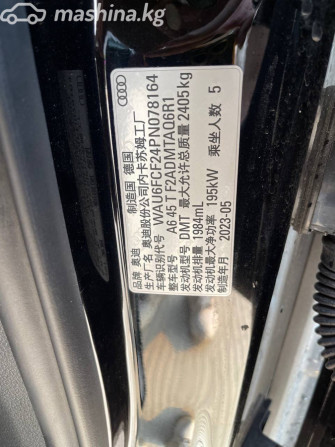 mashina.kg
品牌 奥迪 制造国 德国
生产厂名 奥迪股份公司内卡苏姆工厂
车辆识别代号 WAU6FCF24PN078164
整车型号 A6 45 T F2ADMTAQ6R1
发动机型号 DMT 最大允许总质量 2405kg
发动机排量 1984mL
发动机最大净功率 195kW 乘坐人数 5
制造年月 2023-05